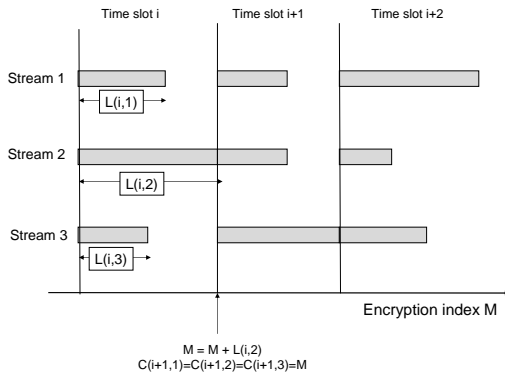 Time slot i
Time slot i+1
Time slot i+2
Stream 1
L(i,1)
Stream 2
L(i,2)
Stream 3
L(i,3)
Encryption index M
M = M + L(i,2)
C(i+1,1)=C(i+1,2)=C(i+1,3)=M